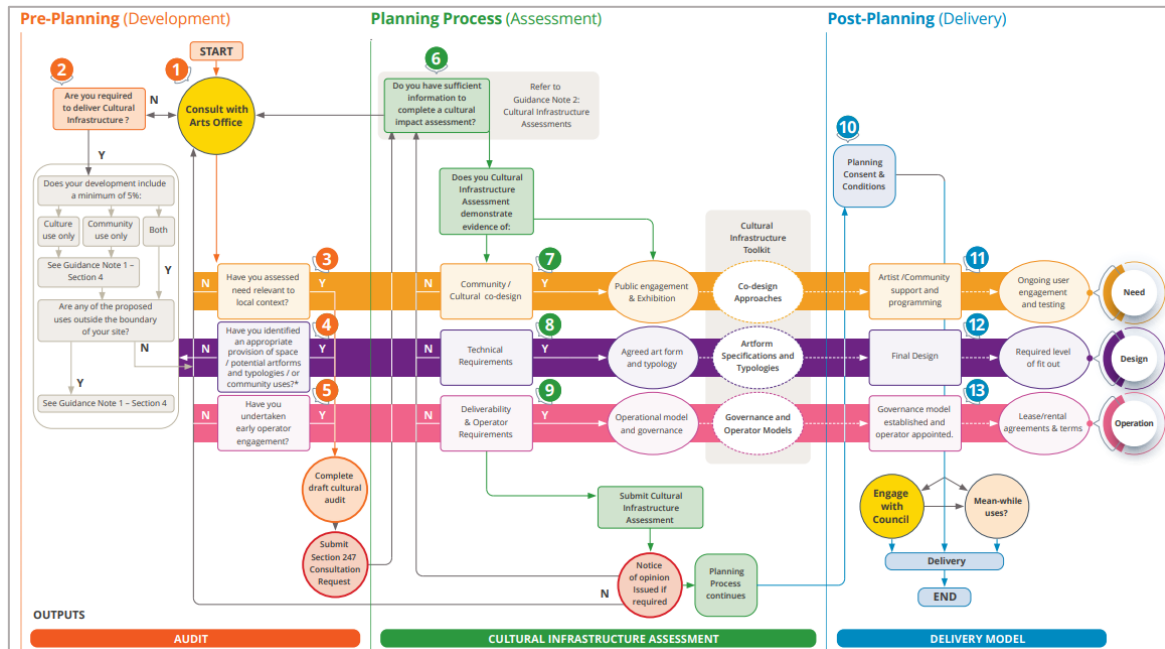 Pre-Planning (Development)
START
1
2
Are you required
to deliver Cultural
Infrastructure ?
N
Consult with
Arts Office
Y
Does your development include
a minimum of 5%:
Culture
use only
Community
use only
Both
See Guidance Note 1 –
Section 4
Y
Are any of the proposed
uses outside the boundary
of your site?
N
Y
See Guidance Note 1 – Section 4
3
N
Have you assessed
need relevant to
local context?
Y
4
N
Have you identified
an appropriate
provision of space
/ potential artforms
and typologies / or
community uses?*
Y
5
N
Have you
undertaken
early operator
engagement?
Y
Complete
draft cultural
audit
Submit
Section 247
Consultation
Request
OUTPUTS
AUDIT
Planning Process (Assessment)
6
Do you have sufficient
information to
complete a cultural
impact assessment?
Refer to
Guidance Note 2:
Cultural Infrastructure
Assessments
Does you Cultural
Infrastructure
Assessment
demonstrate
evidence of:
Cultural
Infrastructure
Toolkit
7
N
Community /
Cultural co-design
Y
Public engagement
& Exhibition
Co-design
Approaches
8
N
Technical
Requirements
Y
Agreed art form
and typology
Artform
Specifications and
Typologies
9
N
Deliverability
& Operator
Requirements
Y
Operational model
and governance
Governance and
Operator Models
Submit Cultural
Infrastructure
Assessment
Notice
of opinion
Issued if
required
N
Planning
Process
continues
CULTURAL INFRASTRUCTURE ASSESSMENT
Post-Planning (Delivery)
10
Planning
Consent &
Conditions
11
Artist /Community
support and
programming
Ongoing user
engagement
and testing
Need
12
Final Design
Required level
of fit out
Design
13
Governance model
established and
operator appointed.
Lease/rental
agreements & terms
Operation
Engage
with
Council
Mean-while
uses?
Delivery
END
DELIVERY MODEL